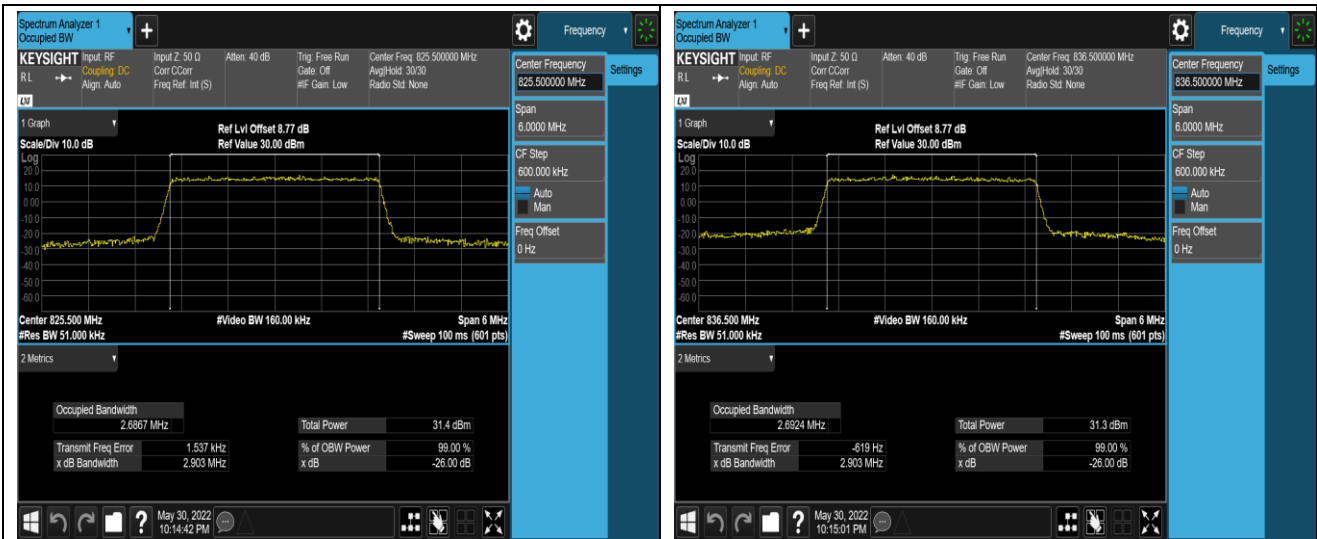 Spectrum Analyzer 1
Occupied BW
+
Frequency
KEYSIGHT Input: RF Input Z: 50 Ω Atten: 40 dB Trig: Free Run Center Freq: 825.500000 MHz
R L Coupling: DC Corr CCorr Gate: Off Avg|Hold: 30/30
Align: Auto Freq Ref: Int (S) #IF Gain: Low Radio Std: None
LXI
Center Frequency
825.500000 MHz
Settings
Span
6.0000 MHz
CF Step
600.000 kHz
Auto
Man
Freq Offset
0 Hz
1 Graph
Ref Lvl Offset 8.77 dB
Scale/Div 10.0 dB Ref Value 30.00 dBm
Log
20.0
10.0
0.00
-10.0
-20.0
-30.0
-40.0
-50.0
-60.0
Center 825.500 MHz #Video BW 160.00 kHz Span 6 MHz
#Res BW 51.000 kHz #Sweep 100 ms (601 pts)
2 Metrics
Occupied Bandwidth
2.6867 MHz Total Power 31.4 dBm
Transmit Freq Error 1.537 kHz % of OBW Power 99.00 %
x dB Bandwidth 2.903 MHz x dB -26.00 dB
? May 30, 2022
10:14:42 PM
Spectrum Analyzer 1
Occupied BW
+
Frequency
KEYSIGHT Input: RF Input Z: 50 Ω Atten: 40 dB Trig: Free Run Center Freq: 836.500000 MHz
R L Coupling: DC Corr CCorr Gate: Off Avg|Hold: 30/30
Align: Auto Freq Ref: Int (S) #IF Gain: Low Radio Std: None
LXI
Center Frequency
836.500000 MHz
Settings
Span
6.0000 MHz
CF Step
600.000 kHz
Auto
Man
Freq Offset
0 Hz
1 Graph
Ref Lvl Offset 8.77 dB
Scale/Div 10.0 dB Ref Value 30.00 dBm
Log
20.0
10.0
0.00
-10.0
-20.0
-30.0
-40.0
-50.0
-60.0
Center 836.500 MHz #Video BW 160.00 kHz Span 6 MHz
#Res BW 51.000 kHz #Sweep 100 ms (601 pts)
2 Metrics
Occupied Bandwidth
2.6924 MHz Total Power 31.3 dBm
Transmit Freq Error -619 Hz % of OBW Power 99.00 %
x dB Bandwidth 2.903 MHz x dB -26.00 dB
? May 30, 2022
10:15:01 PM